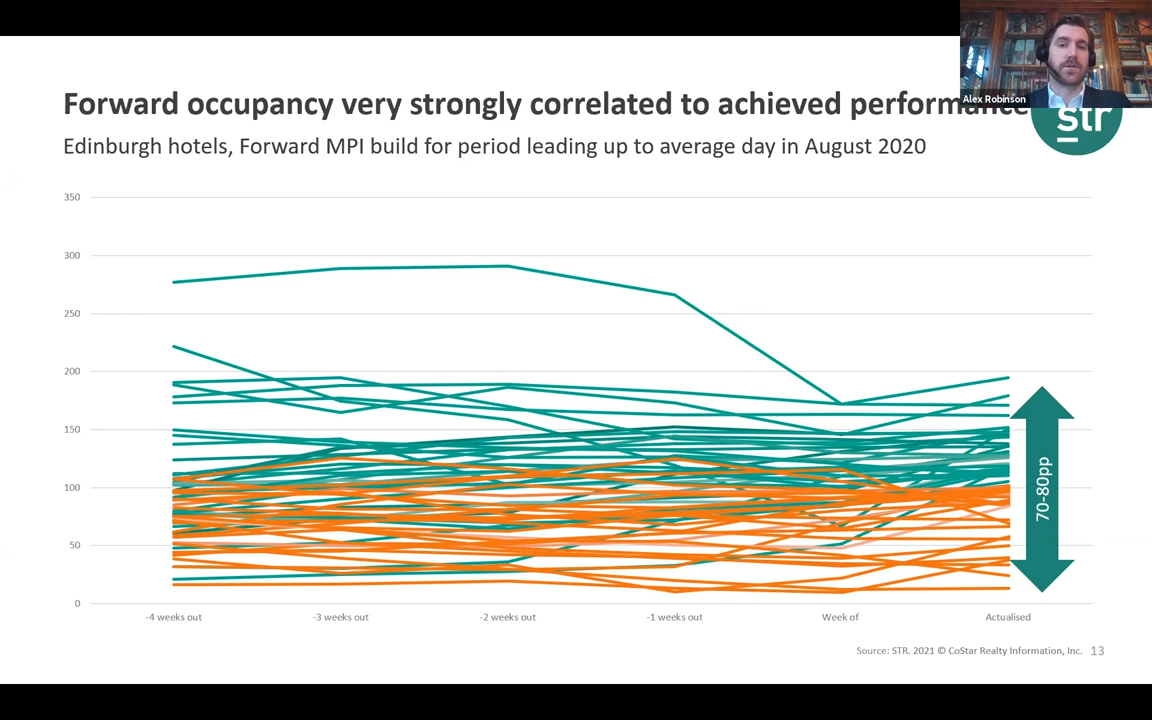 Alex Robinson
Forward occupancy very strongly correlated to achieved performance
str
Edinburgh hotels, Forward MPI build for period leading up to average day in August 2020
350
300
250
200
150
100
50
0
70-80pp
-4 weeks out
-3 weeks out
-2 weeks out
-1 weeks out
Week of
Actualised
Source: STR. 2021 © CoStar Realty Information, Inc.
13